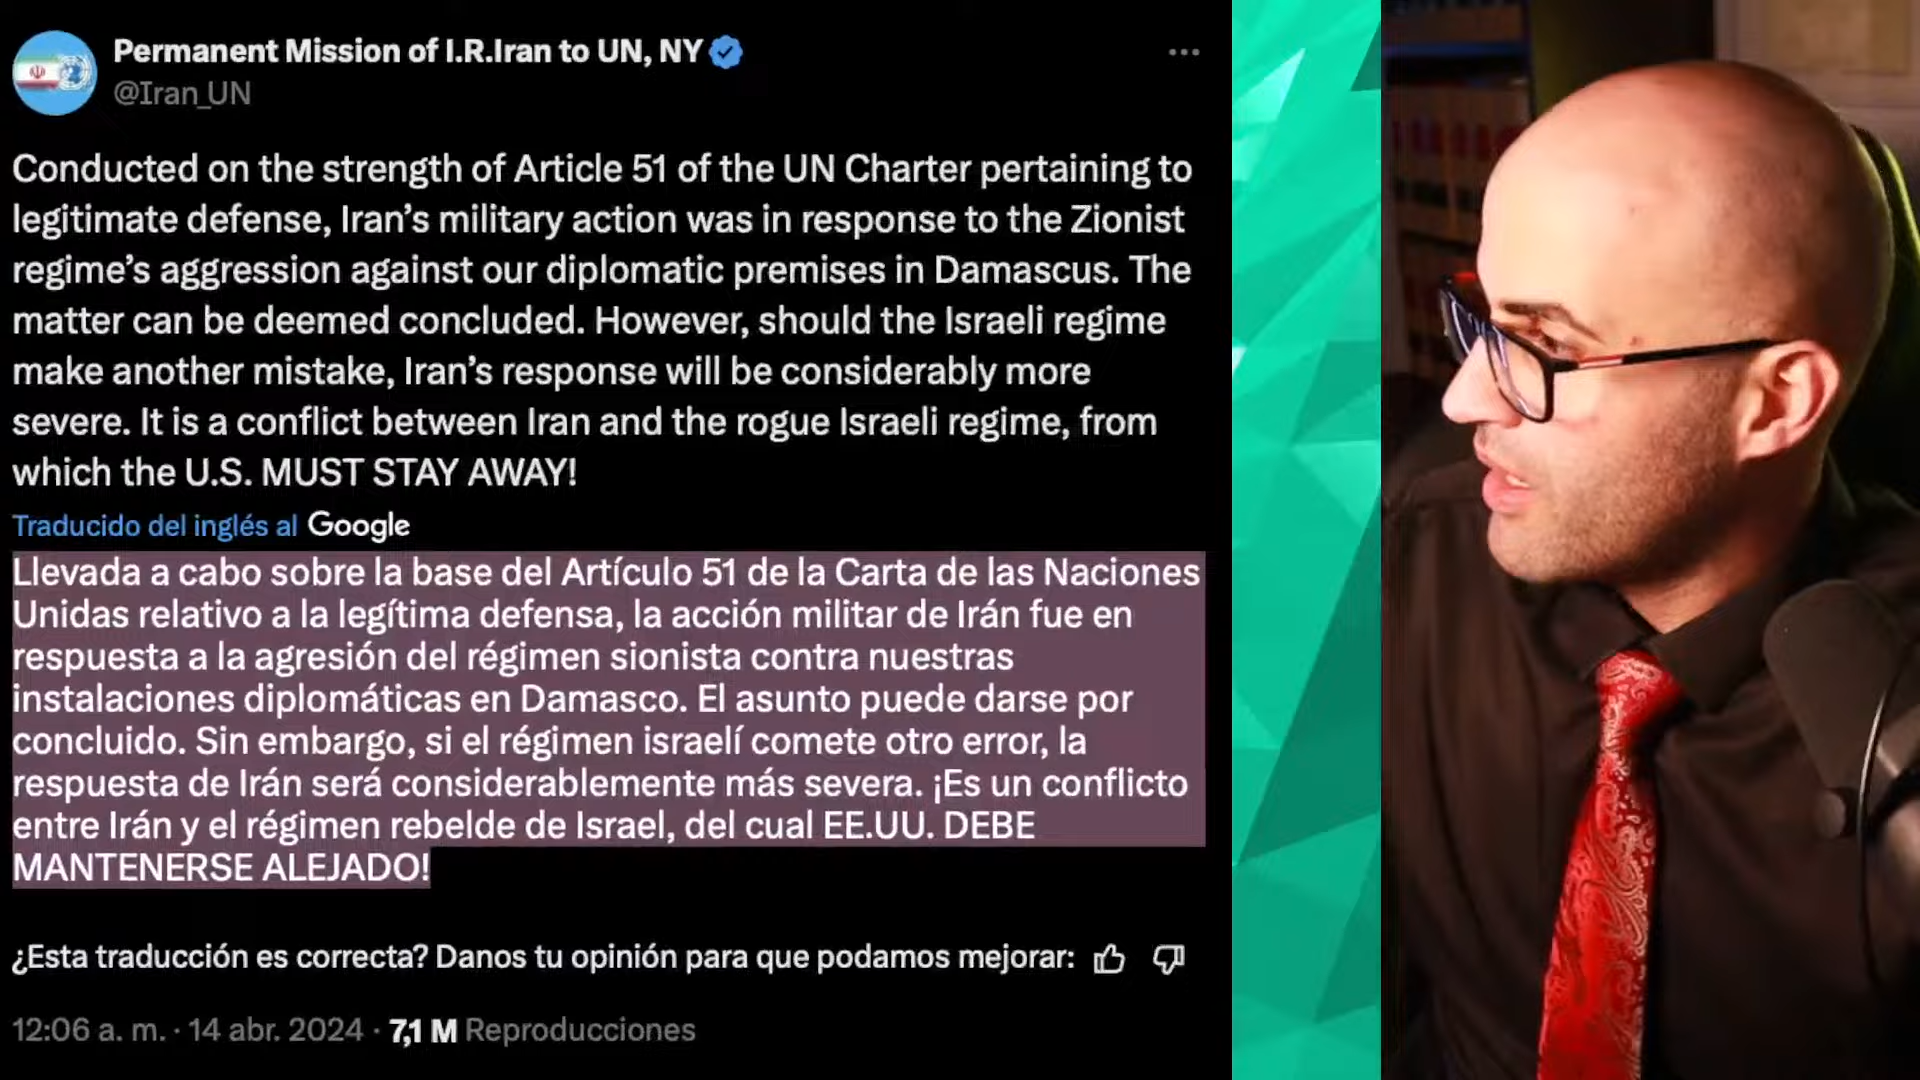 Permanent Mission of I.R.Iran to UN, NY
@Iran_UN
Conducted on the strength of Article 51 of the UN Charter pertaining to
legitimate defense, Iran’s military action was in response to the Zionist
regime’s aggression against our diplomatic premises in Damascus. The
matter can be deemed concluded. However, should the Israeli regime
make another mistake, Iran’s response will be considerably more
severe. It is a conflict between Iran and the rogue Israeli regime, from
which the U.S. MUST STAY AWAY!
Traducido del inglés al Google
Llevada a cabo sobre la base del Artículo 51 de la Carta de las Naciones
Unidas relativo a la legítima defensa, la acción militar de Irán fue en
respuesta a la agresión del régimen sionista contra nuestras
instalaciones diplomáticas en Damasco. El asunto puede darse por
concluido. Sin embargo, si el régimen israelí comete otro error, la
respuesta de Irán será considerablemente más severa. ¡Es un conflicto
entre Irán y el régimen rebelde de Israel, del cual EE.UU. DEBE
MANTENERSE ALEJADO!
¿Esta traducción es correcta? Danos tu opinión para que podamos mejorar:
12:06 a. m. · 14 abr. 2024 · 7,1 M Reproducciones